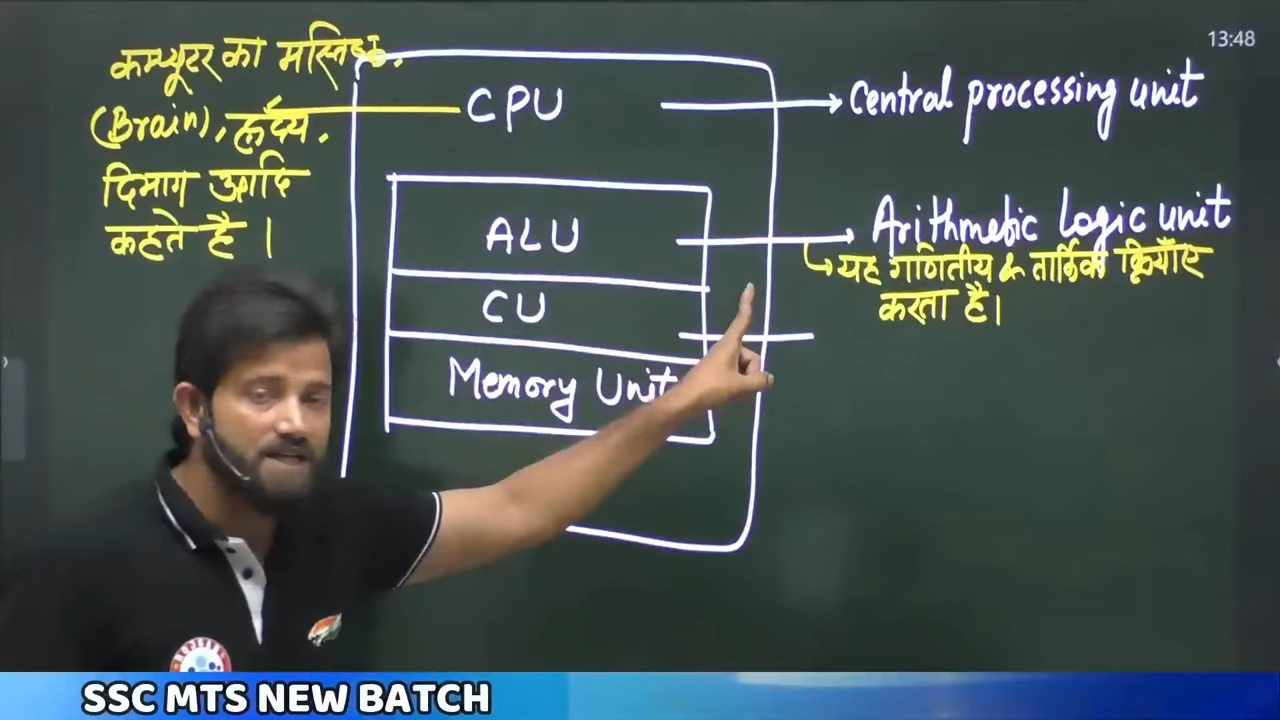 13:48
कम्प्यूटर का मस्तिष्क,
(Brain), हृदय,
दिमाग आदि
कहते है।
CPU
Central processing unit
ALU
Arithmetic Logic unit
यह गणितीय व तार्किक क्रियाँए
करता है।
CU
Memory Unit
SSC MTS NEW BATCH